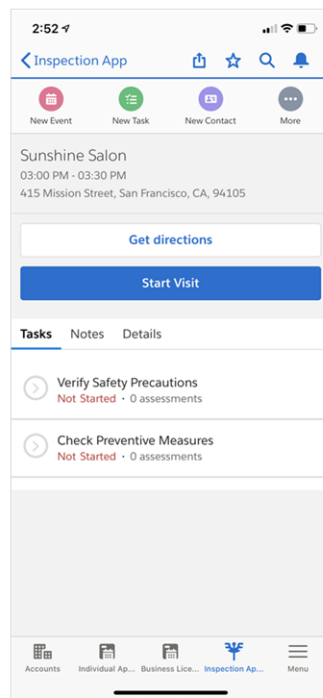 2:52
Inspection App
New Event
New Task
New Contact
More
Sunshine Salon
03:00 PM - 03:30 PM
415 Mission Street, San Francisco, CA, 94105
Get directions
Start Visit
Tasks Notes Details
Verify Safety Precautions
Not Started • 0 assessments
Check Preventive Measures
Not Started • 0 assessments
Accounts
Individual Ap...
Business Lice...
Inspection Ap...
Menu